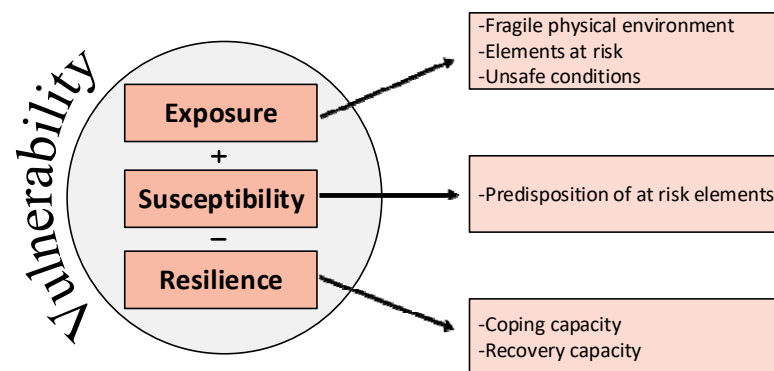 Vulnerability
Exposure
+
Susceptibility
–
Resilience
-Fragile physical environment
-Elements at risk
-Unsafe conditions
-Predisposition of at risk elements
-Coping capacity
-Recovery capacity